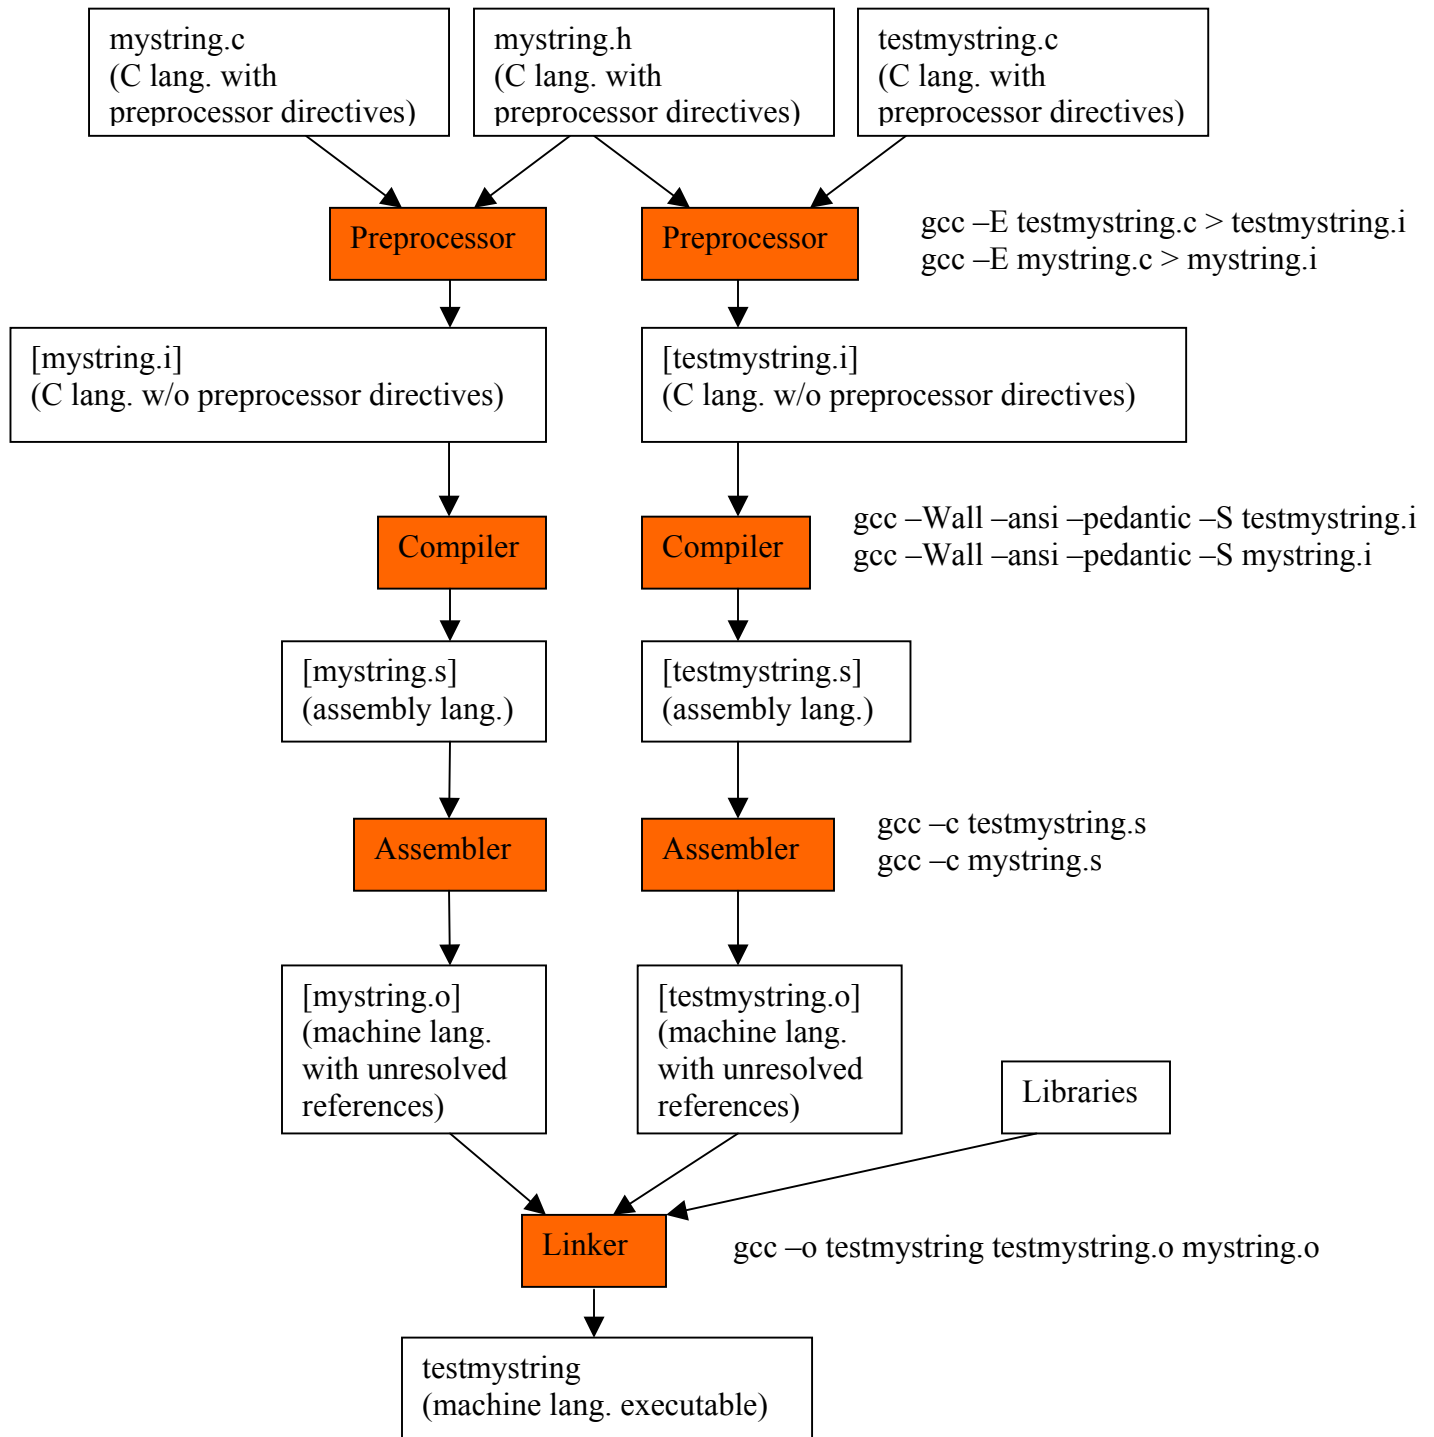 mystring.c
(C lang. with
preprocessor directives)
mystring.h
(C lang. with
preprocessor directives)
testmystring.c
(C lang. with
preprocessor directives)
Preprocessor
Preprocessor
gcc –E testmystring.c > testmystring.i
gcc –E mystring.c > mystring.i
[mystring.i]
(C lang. w/o preprocessor directives)
[testmystring.i]
(C lang. w/o preprocessor directives)
Compiler
Compiler
gcc –Wall –ansi –pedantic –S testmystring.i
gcc –Wall –ansi –pedantic –S mystring.i
[mystring.s]
(assembly lang.)
[testmystring.s]
(assembly lang.)
Assembler
Assembler
gcc –c testmystring.s
gcc –c mystring.s
[mystring.o]
(machine lang.
with unresolved
references)
[testmystring.o]
(machine lang.
with unresolved
references)
Libraries
Linker
gcc –o testmystring testmystring.o mystring.o
testmystring
(machine lang. executable)